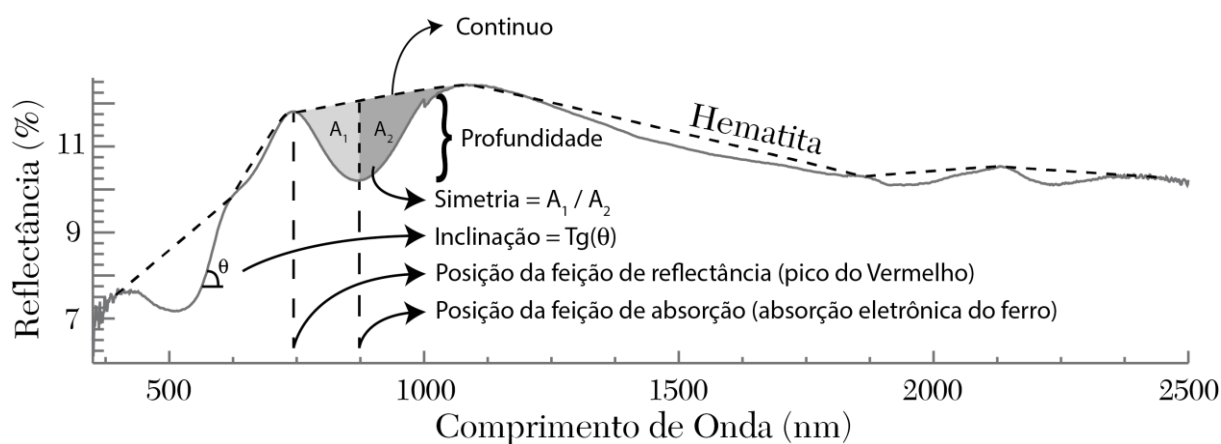 Continuo
Hematita
A1
A2
Profundidade
Simetria = A1 / A2
Inclinação = Tg(θ)
θ
Posição da feição de reflectância (pico do Vermelho)
Posição da feição de absorção (absorção eletrônica do ferro)
Reflectância (%)
11
9
7
500
1000
1500
2000
2500
Comprimento de Onda (nm)